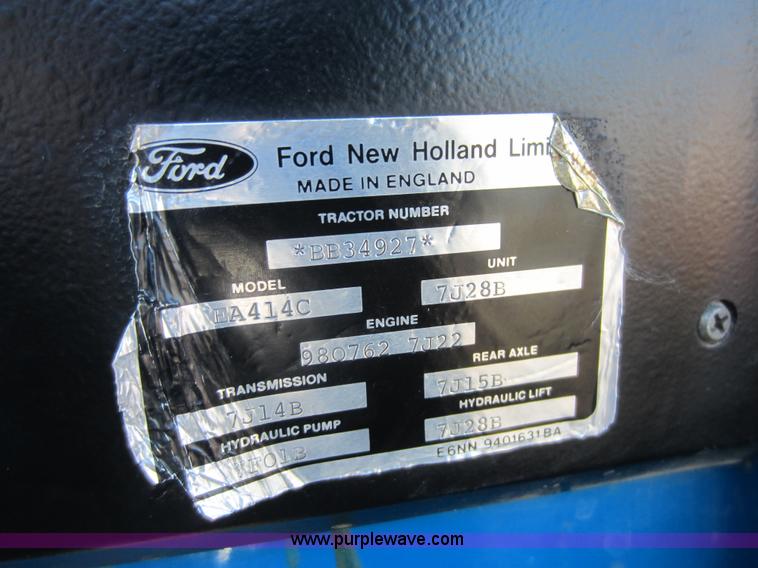 Ford
Ford New Holland
MADE IN ENGLAND
TRACTOR NUMBER
*BB34927*
MODEL
UNIT
EA414C
7J28B
ENGINE
980762 7J22
TRANSMISSION
REAR AXLE
7J14B
7J15B
HYDRAULIC PUMP
HYDRAULIC LIFT
7J28B
E6NN 9401631BA
www.purplewave.com